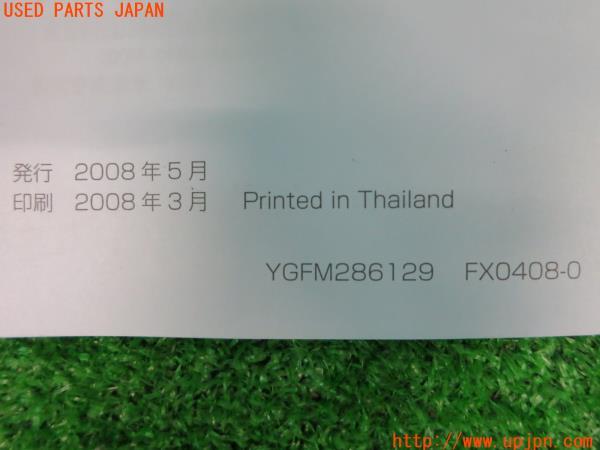 USED PARTS JAPAN
発行 2008年5月
印刷 2008年3月 Printed in Thailand
YGFM286129 FX0408-0
http://www.upjpn.com